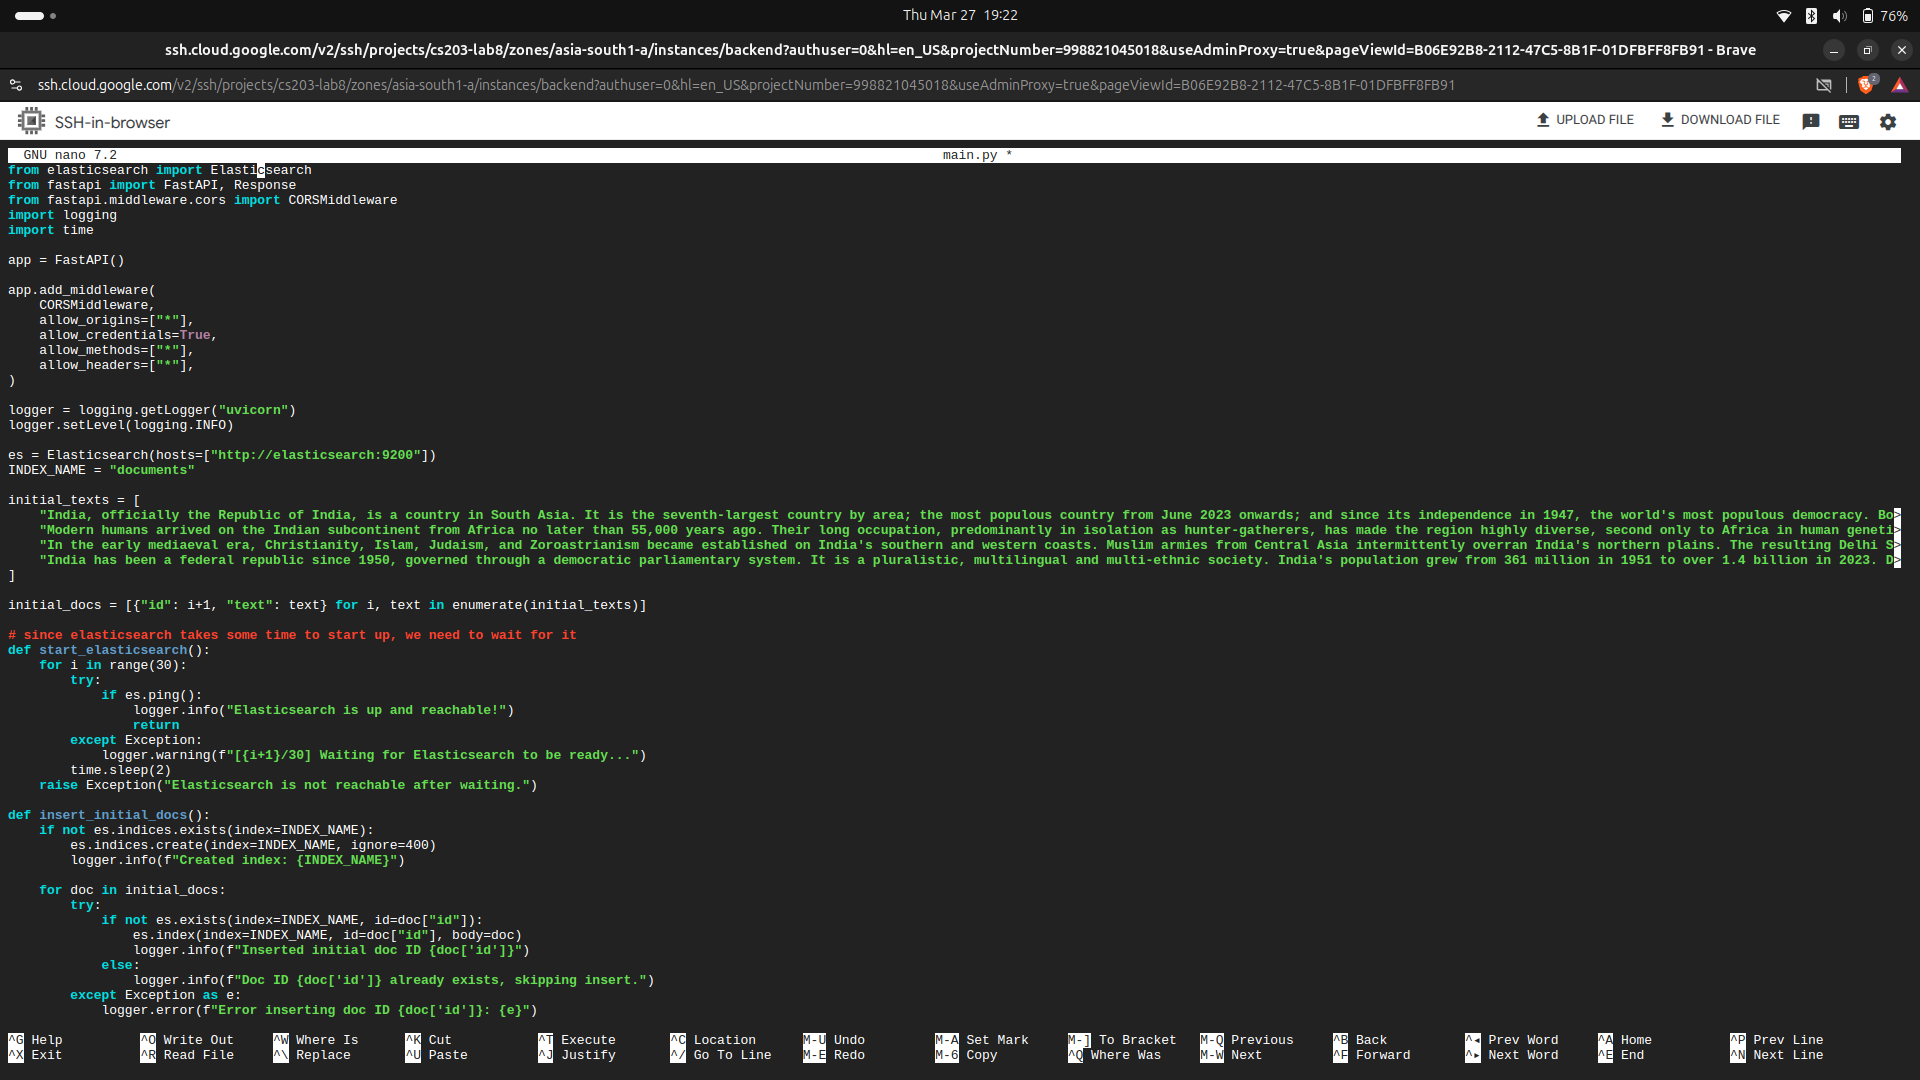 Thu Mar 27 19:22
76%
ssh.cloud.google.com/v2/ssh/projects/cs203-lab8/zones/asia-south1-a/instances/backend?authuser=0&hl=en_US&projectNumber=998821045018&useAdminProxy=true&pageViewId=B06E92B8-2112-47C5-8B1F-01DFBFF8FB91 - Brave
ssh.cloud.google.com/v2/ssh/projects/cs203-lab8/zones/asia-south1-a/instances/backend?authuser=0&hl=en_US&projectNumber=998821045018&useAdminProxy=true&pageViewId=B06E92B8-2112-47C5-8B1F-01DFBFF8FB91
2
SSH-in-browser
UPLOAD FILE
DOWNLOAD FILE
GNU nano 7.2 main.py *
from elasticsearch import Elasticsearch
from fastapi import FastAPI, Response
from fastapi.middleware.cors import CORSMiddleware
import logging
import time
app = FastAPI()
app.add_middleware(
    CORSMiddleware,
    allow_origins=["*"],
    allow_credentials=True,
    allow_methods=["*"],
    allow_headers=["*"],
)
logger = logging.getLogger("uvicorn")
logger.setLevel(logging.INFO)
es = Elasticsearch(hosts=["http://elasticsearch:9200"])
INDEX_NAME = "documents"
initial_texts = [
    "India, officially the Republic of India, is a country in South Asia. It is the seventh-largest country by area; the most populous country from June 2023 onwards; and since its independence in 1947, the world's most populous democracy. Bo>
    "Modern humans arrived on the Indian subcontinent from Africa no later than 55,000 years ago. Their long occupation, predominantly in isolation as hunter-gatherers, has made the region highly diverse, second only to Africa in human geneti>
    "In the early mediaeval era, Christianity, Islam, Judaism, and Zoroastrianism became established on India's southern and western coasts. Muslim armies from Central Asia intermittently overran India's northern plains. The resulting Delhi S>
    "India has been a federal republic since 1950, governed through a democratic parliamentary system. It is a pluralistic, multilingual and multi-ethnic society. India's population grew from 361 million in 1951 to over 1.4 billion in 2023. D>
]
initial_docs = [{"id": i+1, "text": text} for i, text in enumerate(initial_texts)]
# since elasticsearch takes some time to start up, we need to wait for it
def start_elasticsearch():
    for i in range(30):
        try:
            if es.ping():
                logger.info("Elasticsearch is up and reachable!")
                return
        except Exception:
            logger.warning(f"[{i+1}/30] Waiting for Elasticsearch to be ready...")
        time.sleep(2)
    raise Exception("Elasticsearch is not reachable after waiting.")
def insert_initial_docs():
    if not es.indices.exists(index=INDEX_NAME):
        es.indices.create(index=INDEX_NAME, ignore=400)
        logger.info(f"Created index: {INDEX_NAME}")
    for doc in initial_docs:
        try:
            if not es.exists(index=INDEX_NAME, id=doc["id"]):
                es.index(index=INDEX_NAME, id=doc["id"], body=doc)
                logger.info(f"Inserted initial doc ID {doc['id']}")
            else:
                logger.info(f"Doc ID {doc['id']} already exists, skipping insert.")
        except Exception as e:
            logger.error(f"Error inserting doc ID {doc['id']}: {e}")
^G Help ^O Write Out ^W Where Is ^K Cut ^T Execute ^C Location M-U Undo M-A Set Mark M-] To Bracket M-Q Previous ^B Back ^◂ Prev Word ^A Home ^P Prev Line
^X Exit ^R Read File ^\ Replace ^U Paste ^J Justify ^/ Go To Line M-E Redo M-6 Copy ^Q Where Was M-W Next ^F Forward ^▸ Next Word ^E End ^N Next Line